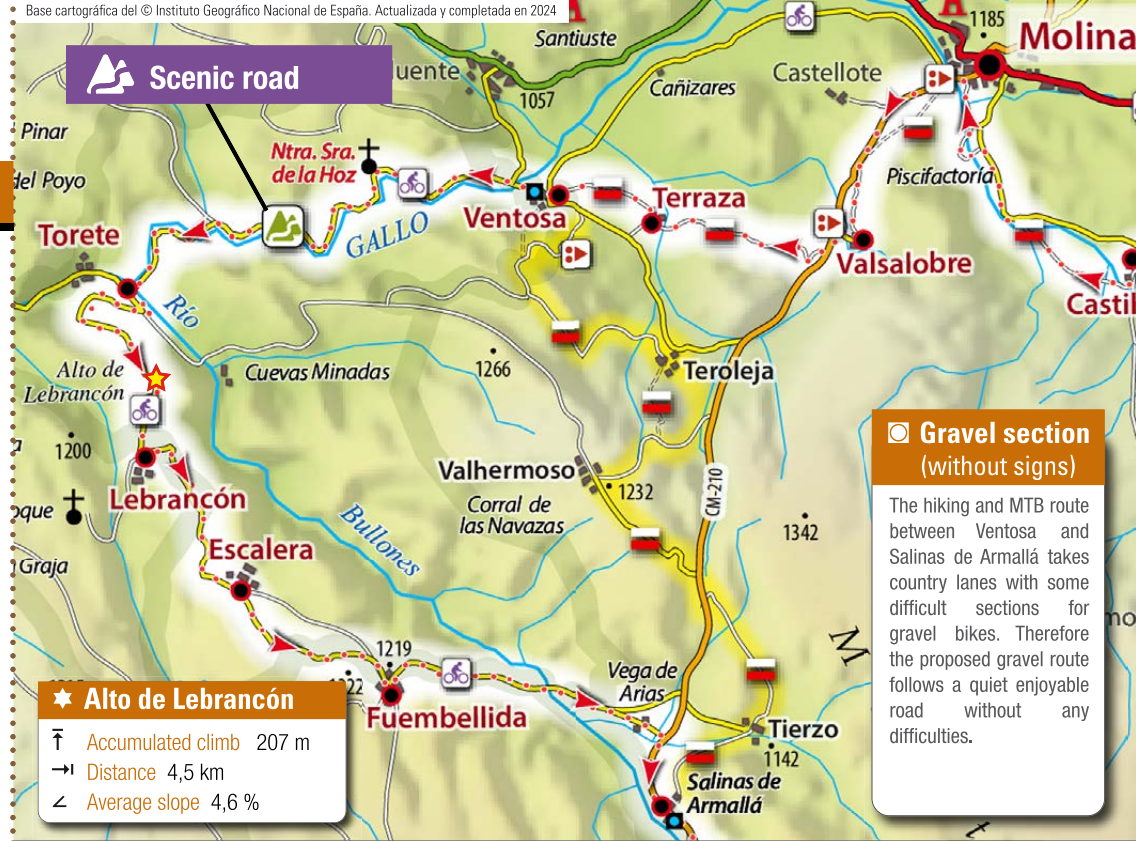 Base cartográfica del © Instituto Geográfico Nacional de España. Actualizada y completada en 2024
A
1185
Molina
Santiuste
Scenic road
Castellote
1057
Cañizares
Pinar
del Poyo
Ntra. Sra.
de la Hoz
Piscifactoría
Terraza
Ventosa
GALLO
Torete
Valsalobre
Castil
Río
Alto de
Lebrancón
Cuevas Minadas
1266
Teroleja
1200
Valhermoso
1232
Corral de
las Navazas
CM-210
1342
Lebrancón
Bullones
Escalera
Graja
Gravel section
(without signs)
The hiking and MTB route
between Ventosa and
Salinas de Armallá takes
country lanes with some
difficult sections for
gravel bikes. Therefore
the proposed gravel route
follows a quiet enjoyable
road without any
difficulties.
M
1219
Vega de
Arias
Fuembellida
Tierzo
1142
Salinas de
Armallá
t
Alto de Lebrancón
Accumulated climb 207 m
Distance 4,5 km
Average slope 4,6 %